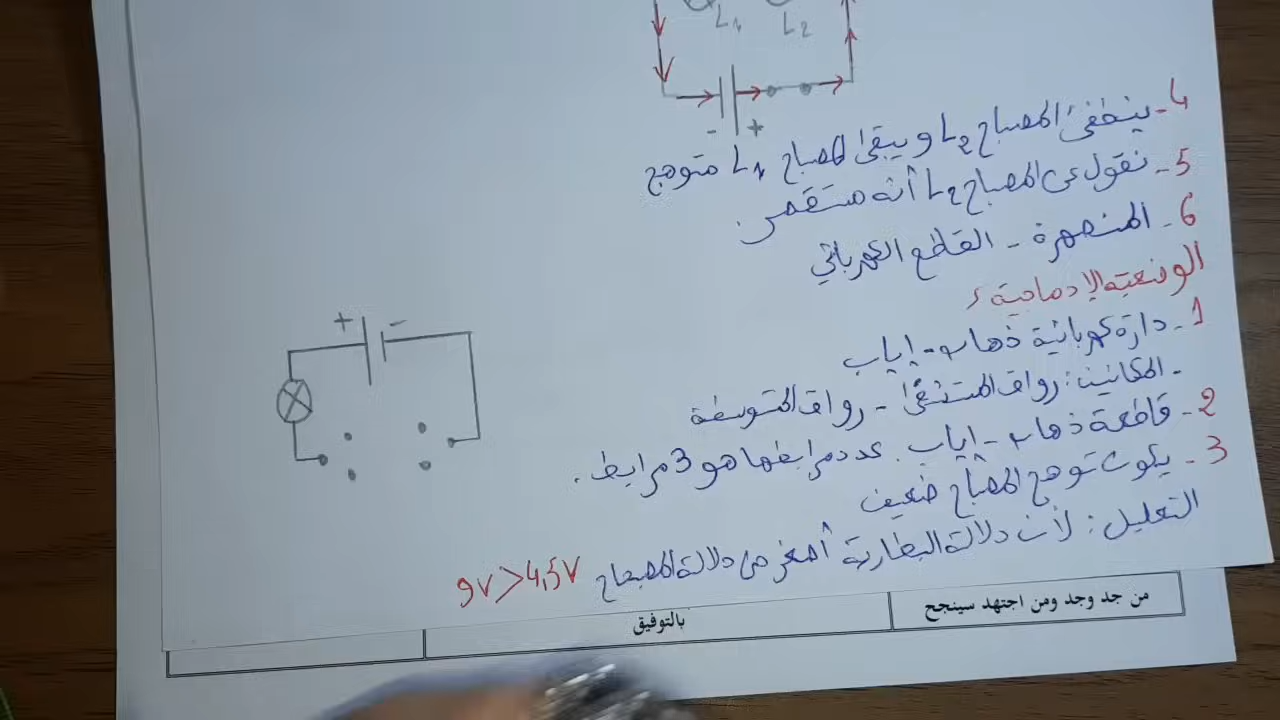 L1 L2
- +
4- ينطفئ المصباح L2 و يبقى المصباح L1 متوهج
5- نقول عن المصباح L2 أنه مستقصر.
6- المنصهرة - القاطع الكهربائي
الوضعية الإدماجية:
1- دارة كهربائية ذهاب - إياب
- المكانين: رواق المستشفى - رواق المتوسطة
2- قاطعة ذهاب - إياب. عدد مرابطها هو 3 مرابط.
3- يكون توهج المصباح ضعيف
التعليل: لأن دلالة البطارية أصغر من دلالة المصباح 9V > 4,5V
+ -
من جد وجد ومن اجتهد سينجح
بالتوفيق